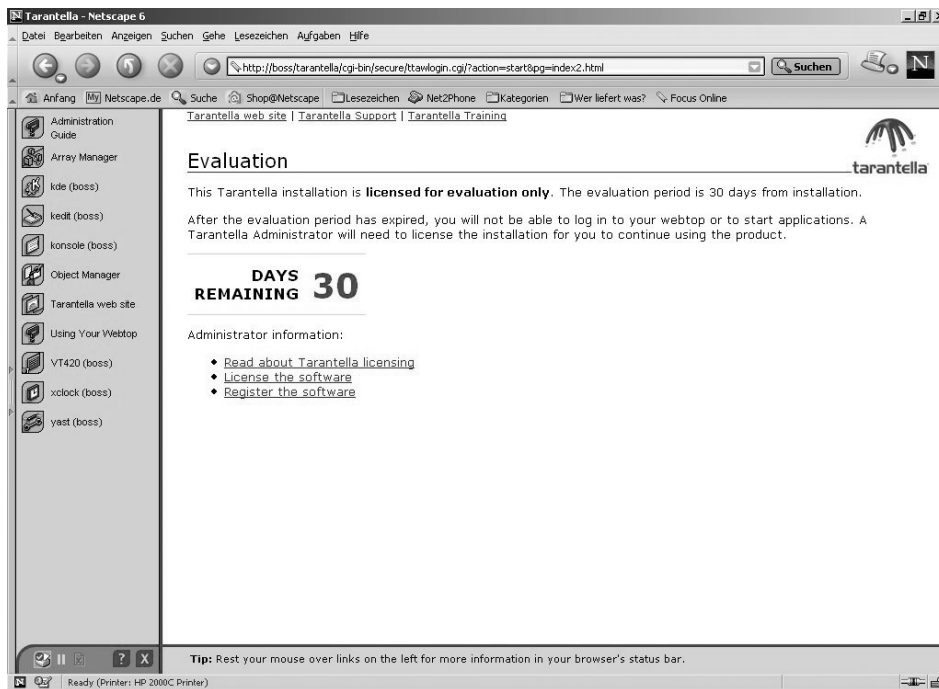 Tarantella - Netscape 6
Datei Bearbeiten Anzeigen Suchen Gehe Lesezeichen Aufgaben Hilfe
http://boss/tarantella/cgi-bin/secure/ttawlogin.cgi/?action=start&pg=index2.html
Suchen
N
Anfang My Netscape.de Suche Shop@Netscape Lesezeichen Net2Phone Kategorien Wer liefert was? Focus Online
Administration
Guide
Array Manager
kde (boss)
kedit (boss)
konsole (boss)
Object Manager
Tarantella web site
Using Your Webtop
VT420 (boss)
xclock (boss)
yast (boss)
Tarantella web site | Tarantella Support | Tarantella Training
tarantella
Evaluation
This Tarantella installation is licensed for evaluation only. The evaluation period is 30 days from installation.
After the evaluation period has expired, you will not be able to log in to your webtop or to start applications. A
Tarantella Administrator will need to license the installation for you to continue using the product.
DAYS
REMAINING 30
Administrator information:
Read about Tarantella licensing
License the software
Register the software
Tip: Rest your mouse over links on the left for more information in your browser's status bar.
Ready (Printer: HP 2000C Printer)